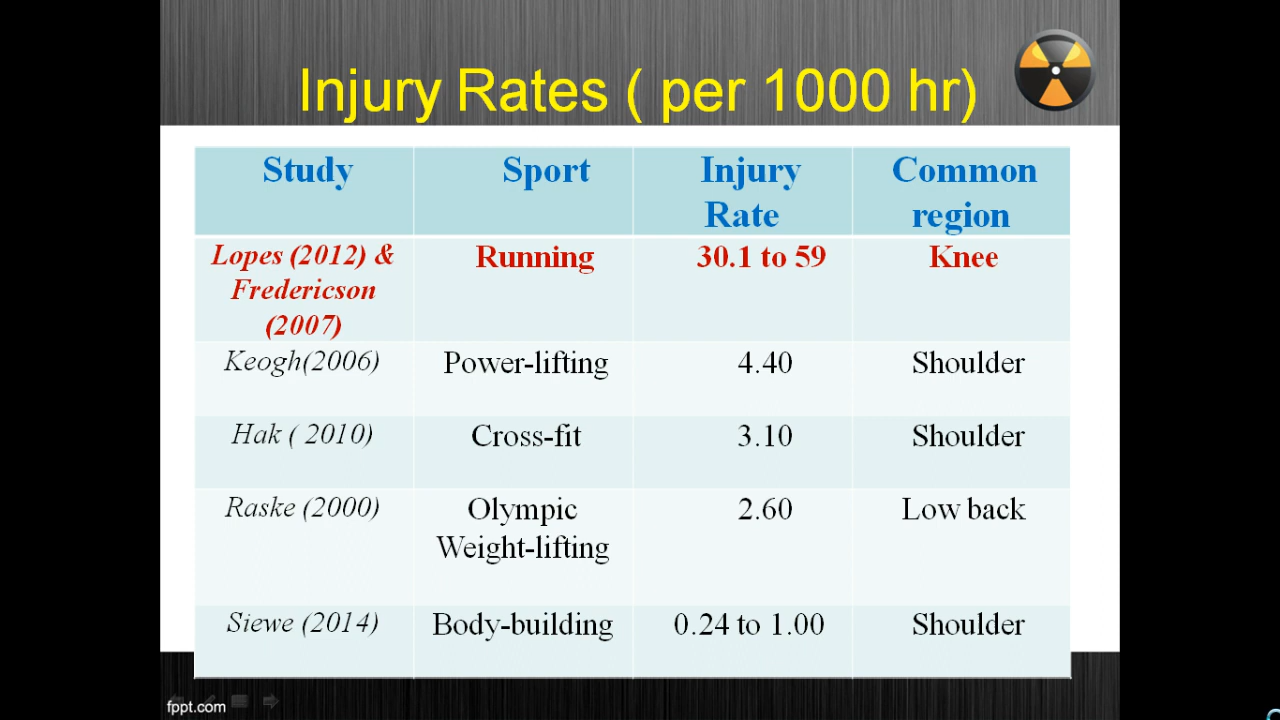 Injury Rates ( per 1000 hr)
Study Sport Injury Rate Common region
Lopes (2012) & Fredericson (2007) Running 30.1 to 59 Knee
Keogh(2006) Power-lifting 4.40 Shoulder
Hak ( 2010) Cross-fit 3.10 Shoulder
Raske (2000) Olympic Weight-lifting 2.60 Low back
Siewe (2014) Body-building 0.24 to 1.00 Shoulder
fppt.com